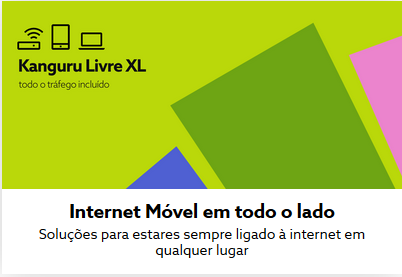 Kanguru Livre XL
todo o tráfego incluído
Internet Móvel em todo o lado
Soluções para estares sempre ligado à internet em
qualquer lugar